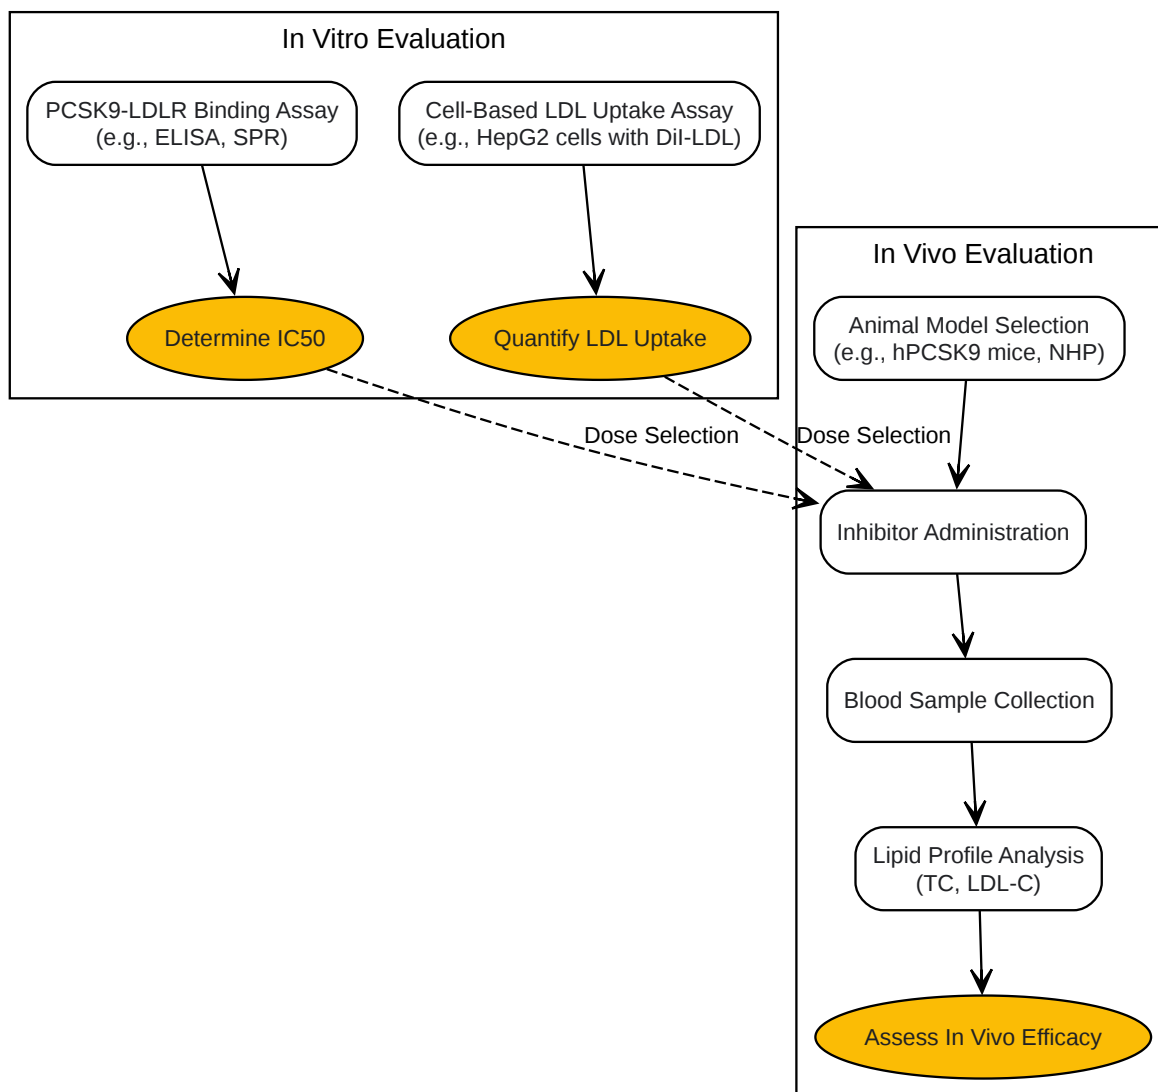 In Vitro Evaluation
PCSK9-LDLR Binding Assay
(e.g., ELISA, SPR)
Cell-Based LDL Uptake Assay
(e.g., HepG2 cells with DiI-LDL)
Determine IC50
Quantify LDL Uptake
In Vivo Evaluation
Animal Model Selection
(e.g., hPCSK9 mice, NHP)
Dose Selection
Dose Selection
Inhibitor Administration
Blood Sample Collection
Lipid Profile Analysis
(TC, LDL-C)
Assess In Vivo Efficacy